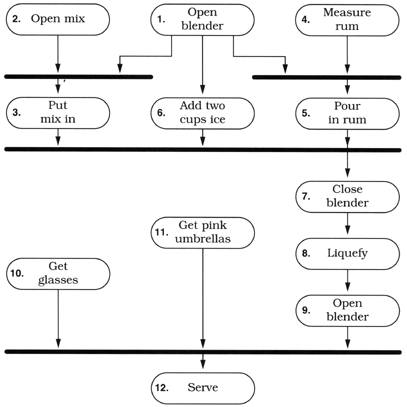 2. Open mix
1. Open
blender
4. Measure
rum
3. Put
mix in
6. Add two
cups ice
5. Pour
in rum
7. Close
blender
11. Get pink
umbrellas
8. Liquefy
10. Get
glasses
9. Open
blender
12. Serve